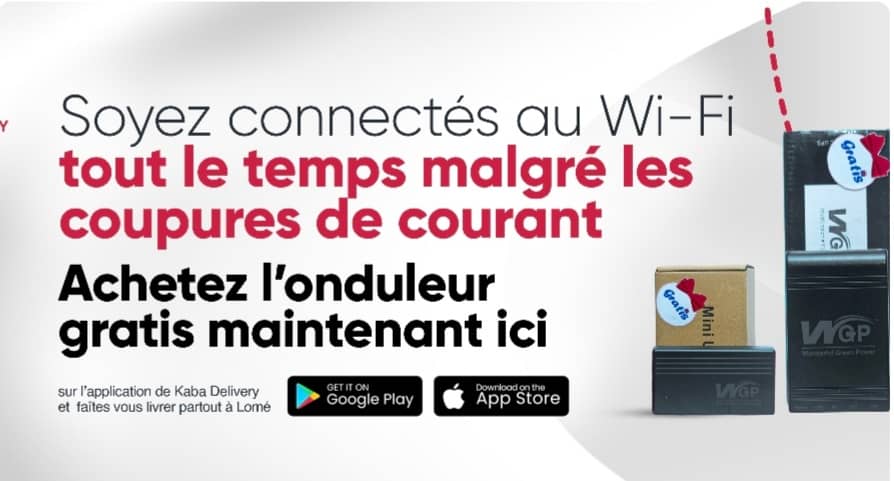 Y
Soyez connectés au Wi-Fi
tout le temps malgré les
coupures de courant
Achetez l'onduleur
gratis maintenant ici
sur l'application de Kaba Delivery
et faîtes vous livrer partout à Lomé
GET IT ON
Google Play
Download on the
App Store
Gratis
Mini U
WGP
Gratis
WGP
WGP
Wonderful Green Power